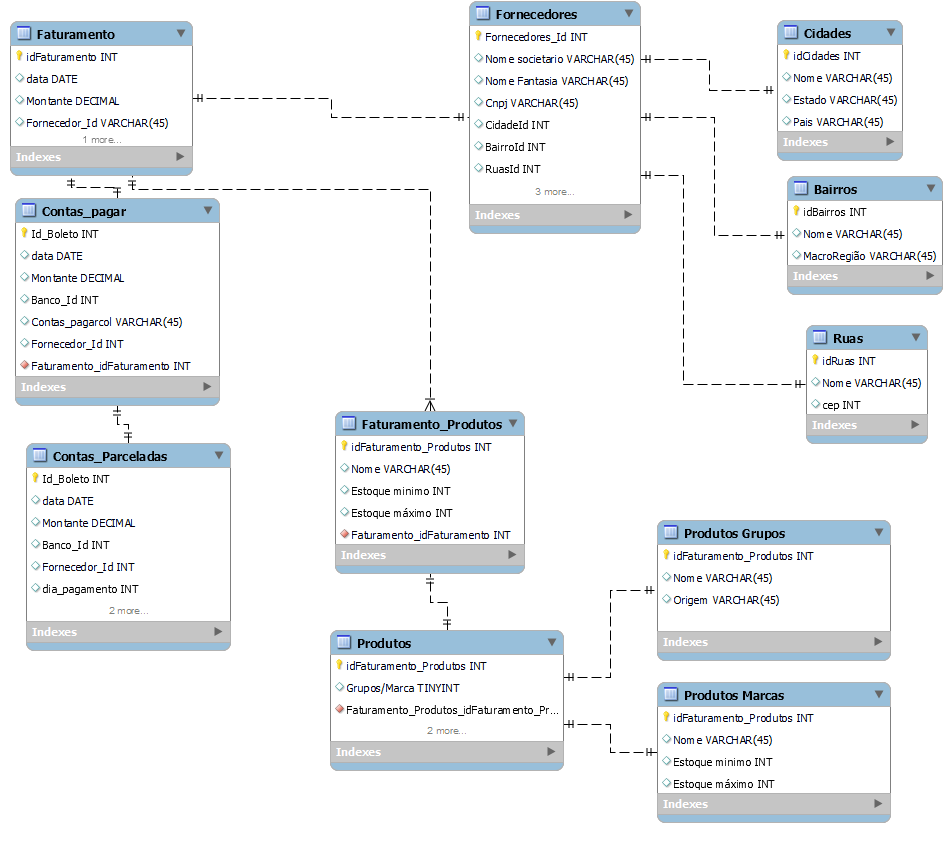 Faturamento
idFaturamento INT
data DATE
Montante DECIMAL
Fornecedor_Id VARCHAR(45)
1 more...
Indexes
Fornecedores
Fornecedores_Id INT
Nome societario VARCHAR(45)
Nome Fantasia VARCHAR(45)
Cnpj VARCHAR(45)
CidadeId INT
BairroId INT
RuasId INT
3 more...
Indexes
Cidades
idCidades INT
Nome VARCHAR(45)
Estado VARCHAR(45)
Pais VARCHAR(45)
Indexes
Bairros
idBairros INT
Nome VARCHAR(45)
MacroRegião VARCHAR(45)
Indexes
Contas_pagar
Id_Boleto INT
data DATE
Montante DECIMAL
Banco_Id INT
Contas_pagarcol VARCHAR(45)
Fornecedor_Id INT
Faturamento_idFaturamento INT
Indexes
Ruas
idRuas INT
Nome VARCHAR(45)
cep INT
Indexes
Faturamento_Produtos
idFaturamento_Produtos INT
Nome VARCHAR(45)
Estoque minimo INT
Estoque máximo INT
Faturamento_idFaturamento INT
Indexes
Contas_Parceladas
Id_Boleto INT
data DATE
Montante DECIMAL
Banco_Id INT
Fornecedor_Id INT
dia_pagamento INT
2 more...
Indexes
Produtos Grupos
idFaturamento_Produtos INT
Nome VARCHAR(45)
Origem VARCHAR(45)
Indexes
Produtos
idFaturamento_Produtos INT
Grupos/Marca TINYINT
Faturamento_Produtos_idFaturamento_Pr...
2 more...
Indexes
Produtos Marcas
idFaturamento_Produtos INT
Nome VARCHAR(45)
Estoque minimo INT
Estoque máximo INT
Indexes